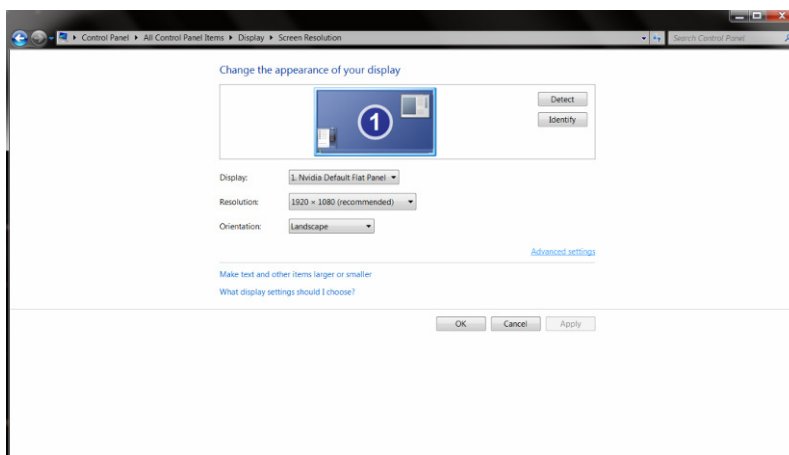 Control Panel ▸ All Control Panel Items ▸ Display ▸ Screen Resolution
Search Control Panel
Change the appearance of your display
1
Detect
Identify
Display: 1. Nvidia Default Flat Panel
Resolution: 1920 × 1080 (recommended)
Orientation: Landscape
Advanced settings
Make text and other items larger or smaller
What display settings should I choose?
OK Cancel Apply